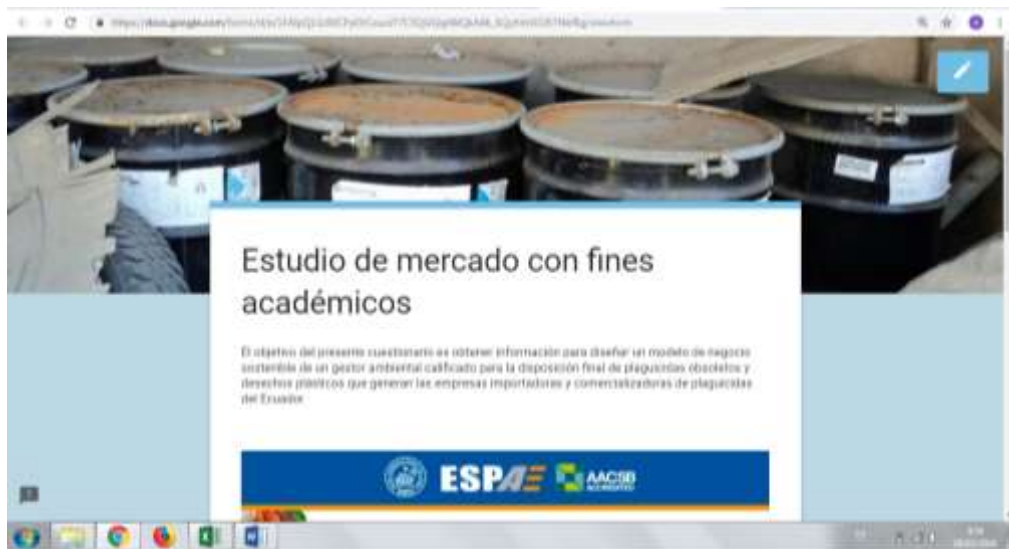 Estudio de mercado con fines
académicos
El objetivo del presente cuestionario es obtener información para diseñar un modelo de negocio
sostenible de un gestor ambiental calificado para la disposición final de plaguicidas obsoletos y
desechos plásticos que generan las empresas importadoras y comercializadoras de plaguicidas
del Ecuador
ESPAE AACSB
ACCREDITED